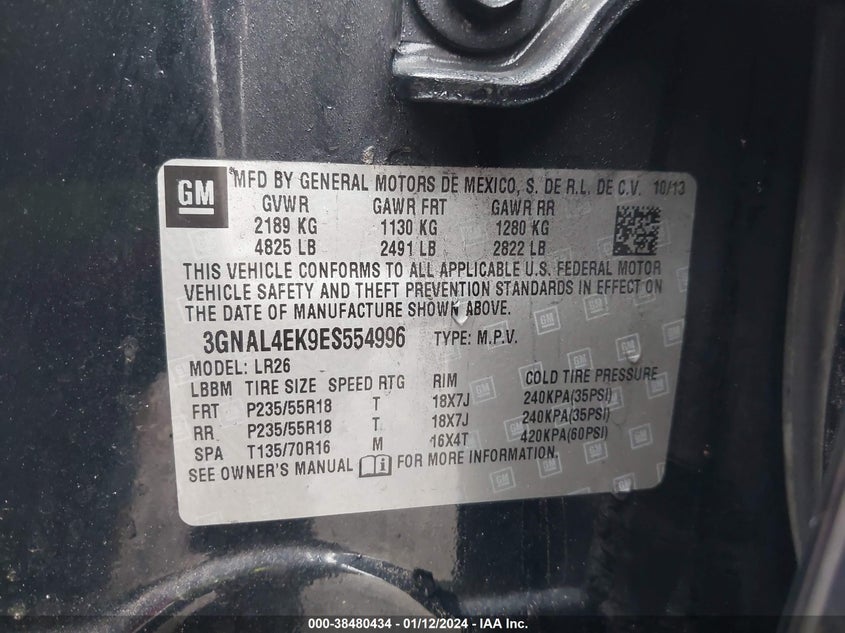 GM MFD BY GENERAL MOTORS DE MEXICO, S. DE R.L. DE C.V. 10/13
GVWR GAWR FRT GAWR RR
2189 KG 1130 KG 1280 KG
4825 LB 2491 LB 2822 LB
THIS VEHICLE CONFORMS TO ALL APPLICABLE U.S. FEDERAL MOTOR
VEHICLE SAFETY AND THEFT PREVENTION STANDARDS IN EFFECT ON
THE DATE OF MANUFACTURE SHOWN ABOVE.
3GNAL4EK9ES554996 TYPE: M.P.V.
MODEL: LR26
LBBM TIRE SIZE SPEED RTG RIM COLD TIRE PRESSURE
FRT P235/55R18 T 18X7J 240KPA(35PSI)
RR P235/55R18 T 18X7J 240KPA(35PSI)
SPA T135/70R16 M 16X4T 420KPA(60PSI)
SEE OWNER'S MANUAL FOR MORE INFORMATION.
000-38480434 - 01/12/2024 - IAA Inc.